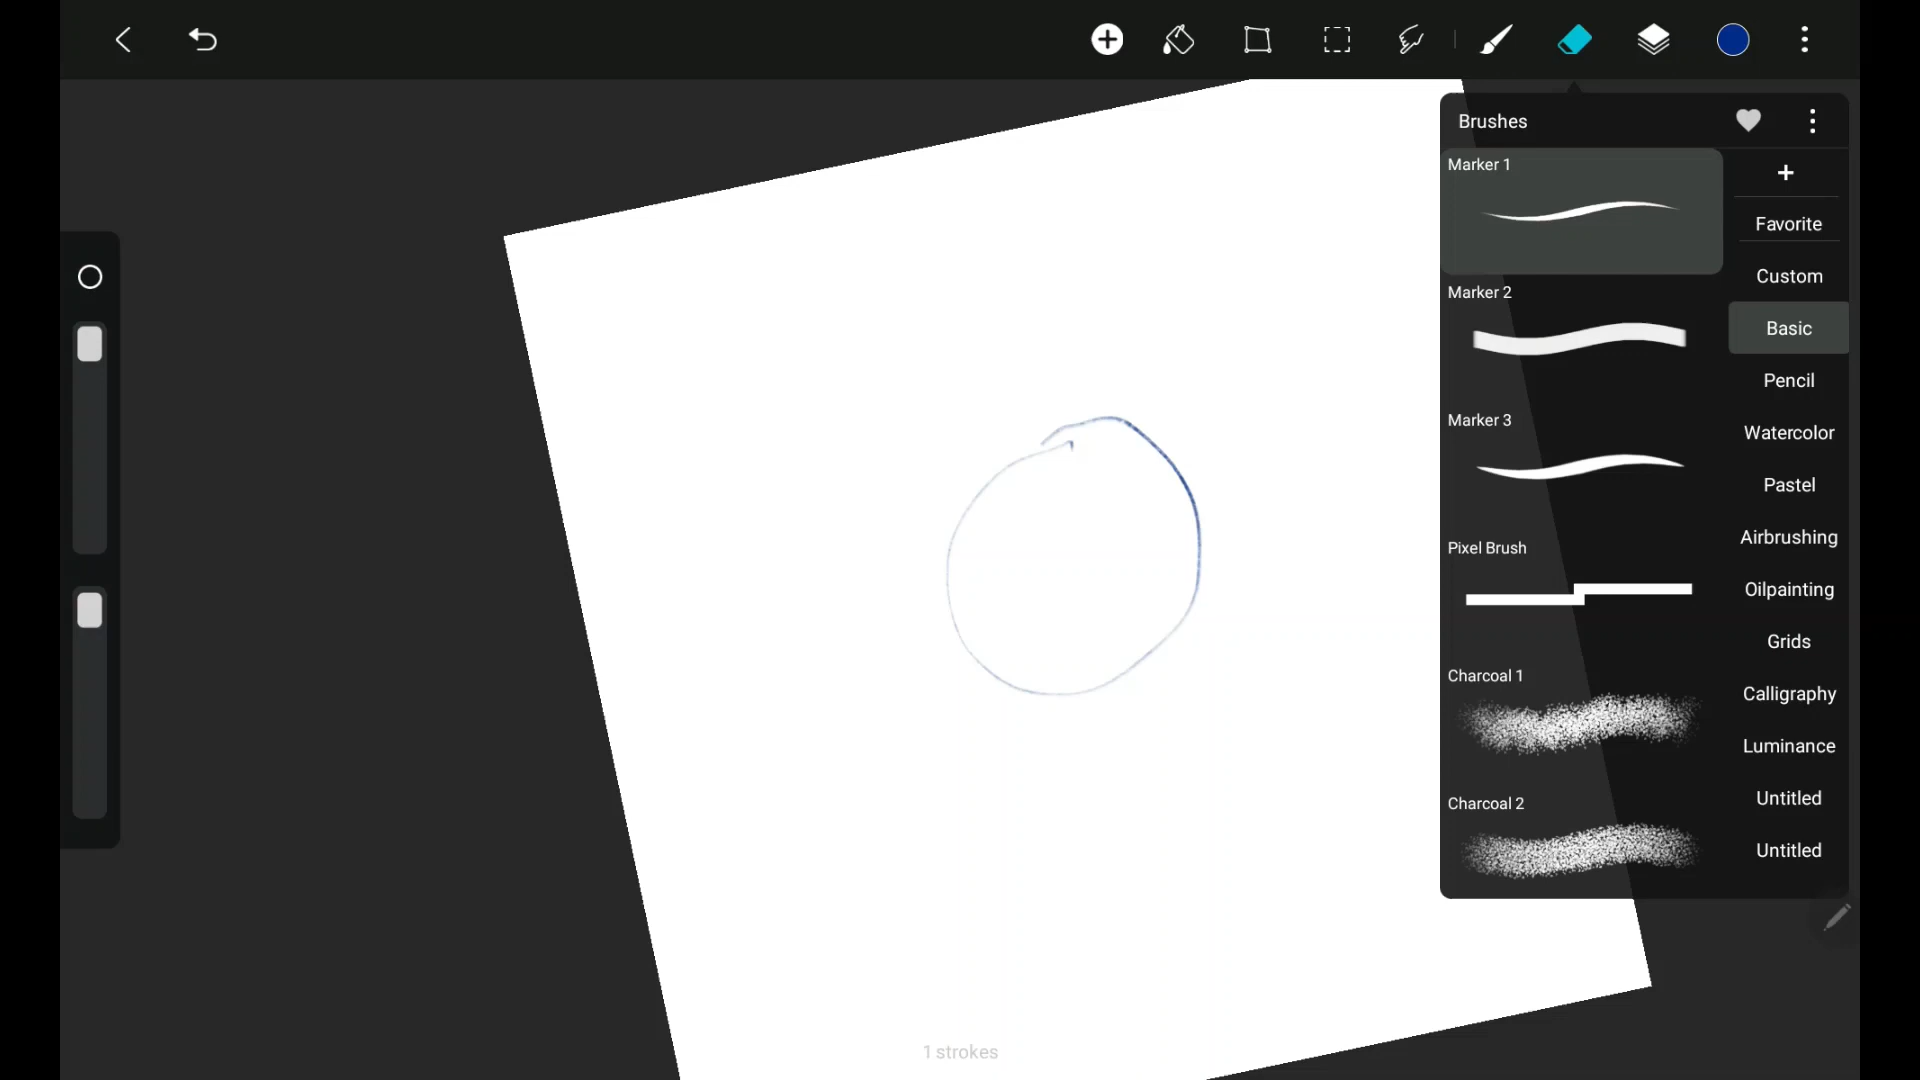 Brushes
Marker 1
Marker 2
Marker 3
Pixel Brush
Charcoal 1
Charcoal 2
+
Favorite
Custom
Basic
Pencil
Watercolor
Pastel
Airbrushing
Oilpainting
Grids
Calligraphy
Luminance
Untitled
Untitled
1 strokes